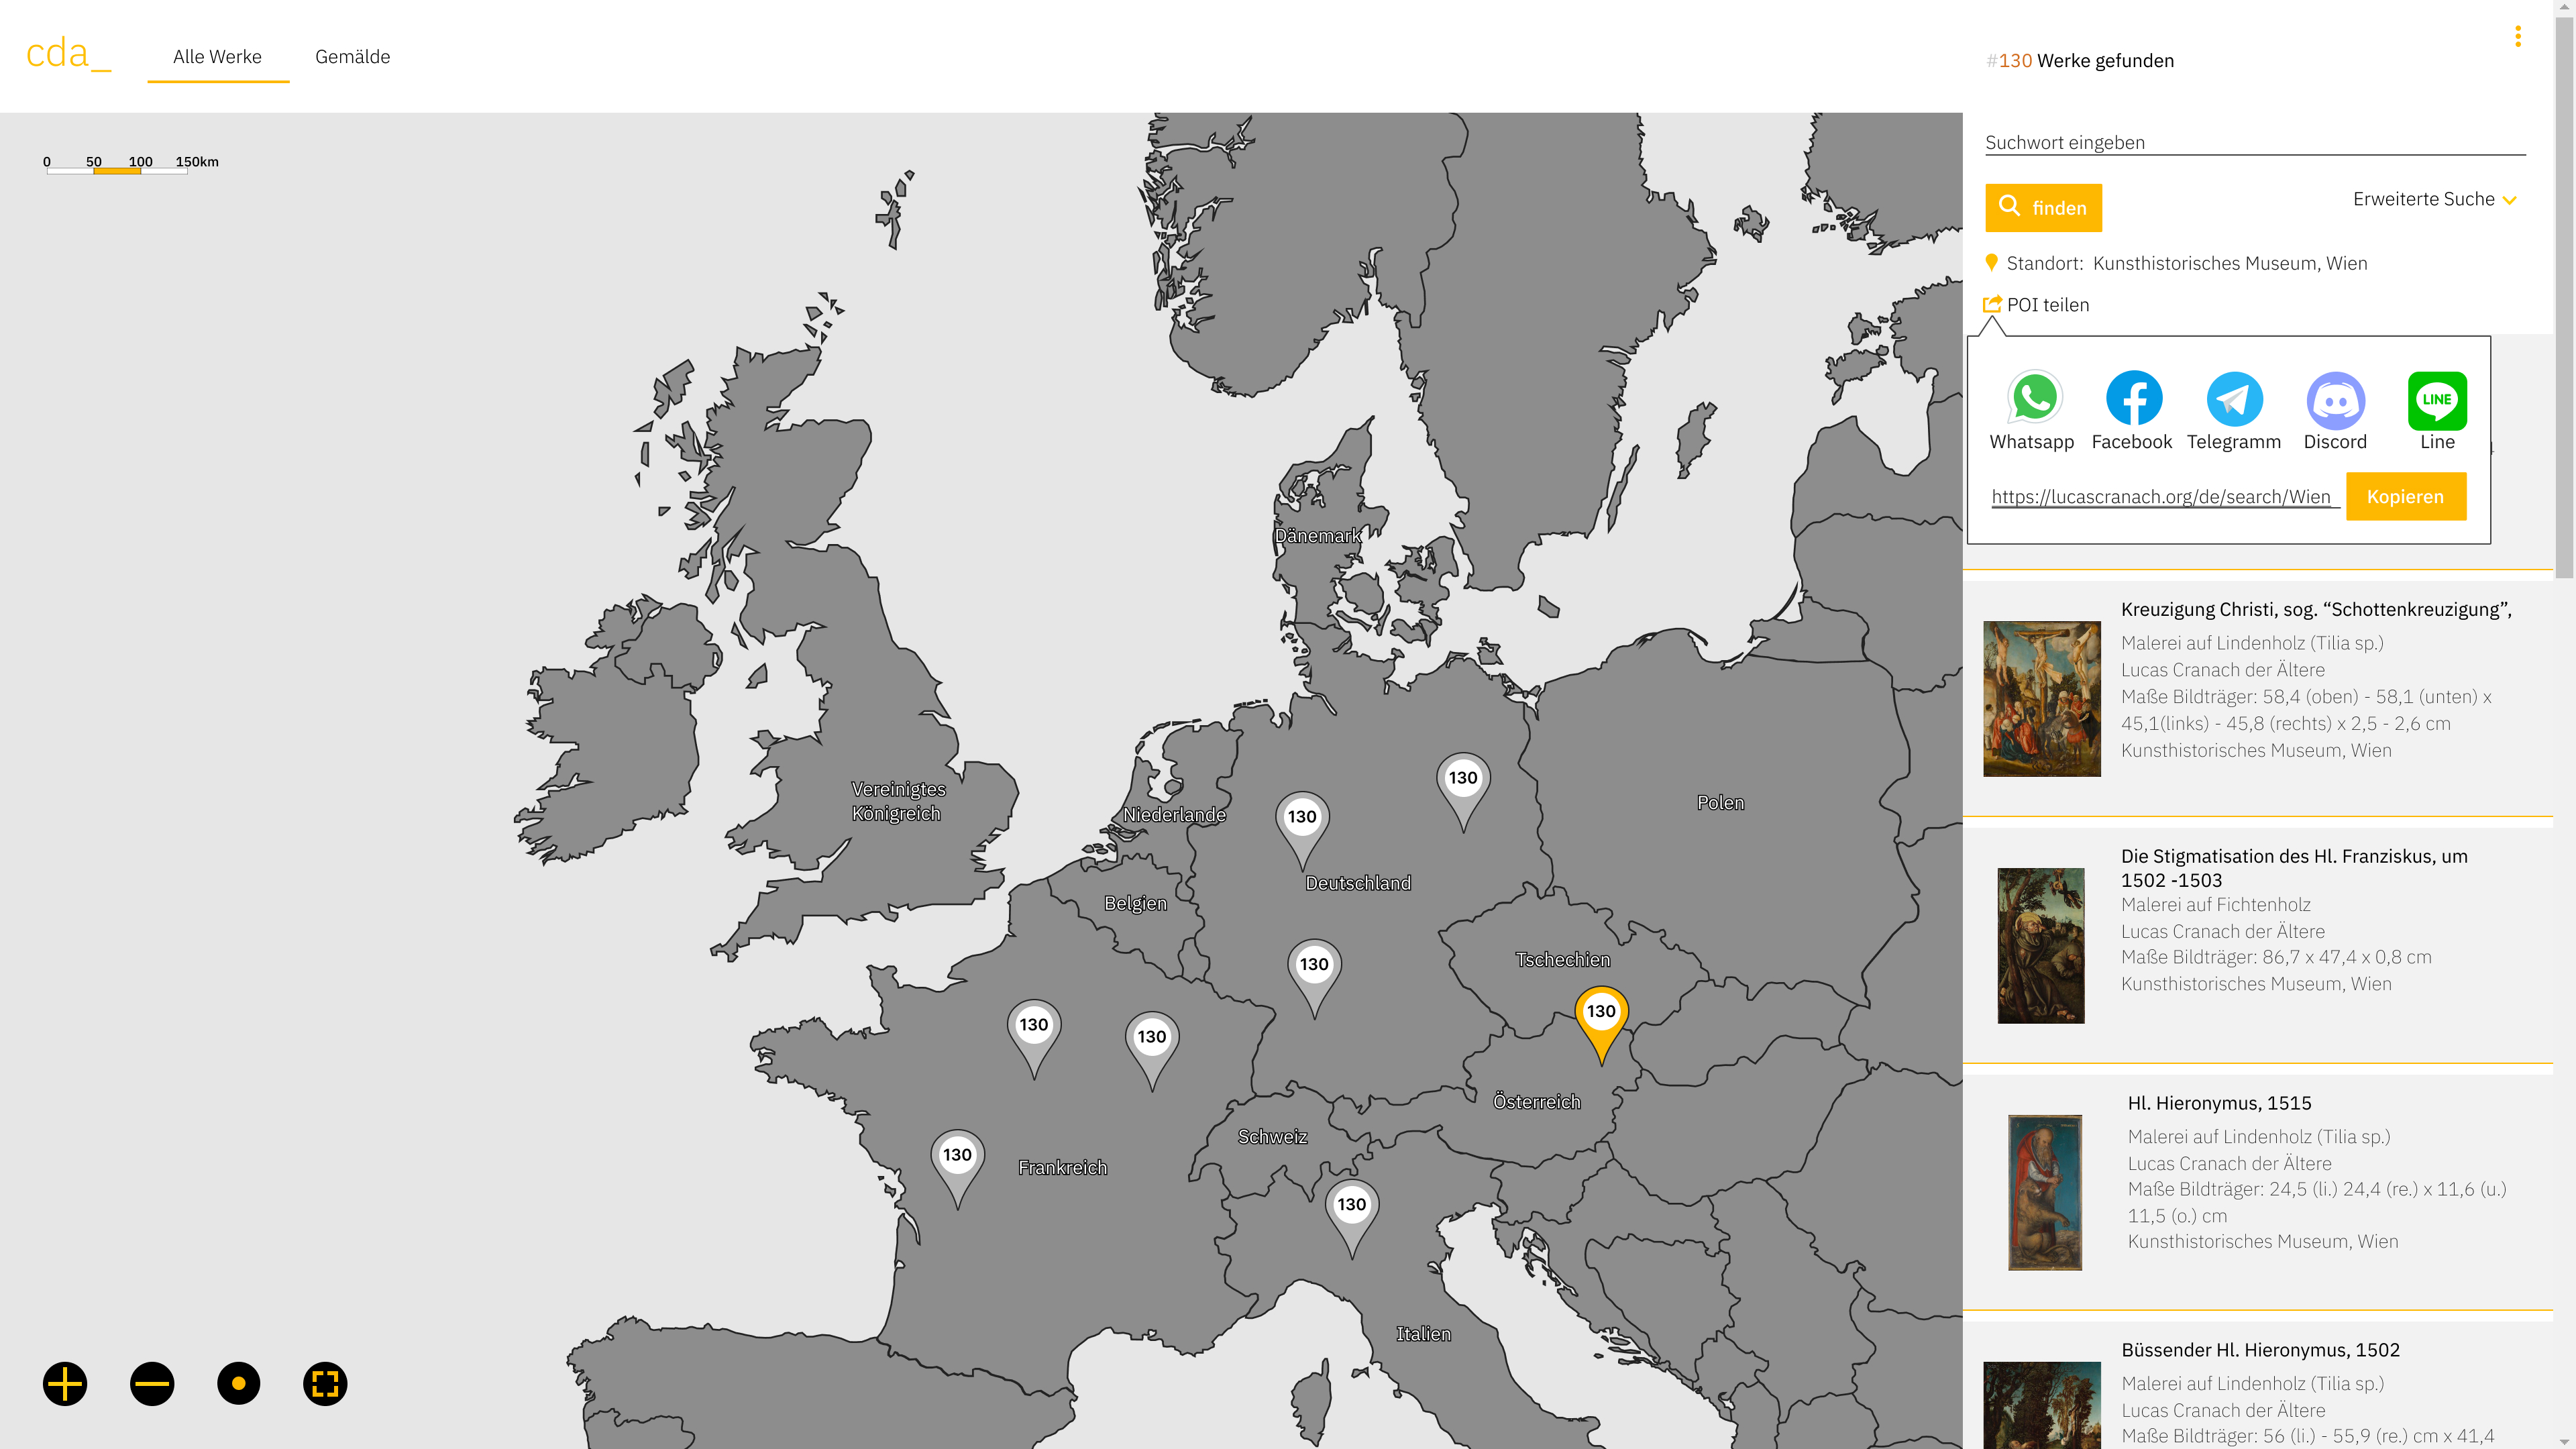 cda_
Alle Werke
Gemälde
0 50 100 150km
Vereinigtes
Königreich
Dänemark
Niederlande
Belgien
Deutschland
Polen
Tschechien
Österreich
Schweiz
Frankreich
Italien
130
130
130
130
130
130
130
130
#130 Werke gefunden
Suchwort eingeben
finden
Erweiterte Suche
Standort: Kunsthistorisches Museum, Wien
POI teilen
LINE
Whatsapp Facebook Telegramm Discord Line
https://lucascranach.org/de/search/Wien
Kopieren
Kreuzigung Christi, sog. “Schottenkreuzigung”,
Malerei auf Lindenholz (Tilia sp.)
Lucas Cranach der Ältere
Maße Bildträger: 58,4 (oben) - 58,1 (unten) x
45,1(links) - 45,8 (rechts) x 2,5 - 2,6 cm
Kunsthistorisches Museum, Wien
Die Stigmatisation des Hl. Franziskus, um
1502 -1503
Malerei auf Fichtenholz
Lucas Cranach der Ältere
Maße Bildträger: 86,7 x 47,4 x 0,8 cm
Kunsthistorisches Museum, Wien
Hl. Hieronymus, 1515
Malerei auf Lindenholz (Tilia sp.)
Lucas Cranach der Ältere
Maße Bildträger: 24,5 (li.) 24,4 (re.) x 11,6 (u.)
11,5 (o.) cm
Kunsthistorisches Museum, Wien
Büssender Hl. Hieronymus, 1502
Malerei auf Lindenholz (Tilia sp.)
Lucas Cranach der Ältere
Maße Bildträger: 56 (li.) - 55,9 (re.) cm x 41,4